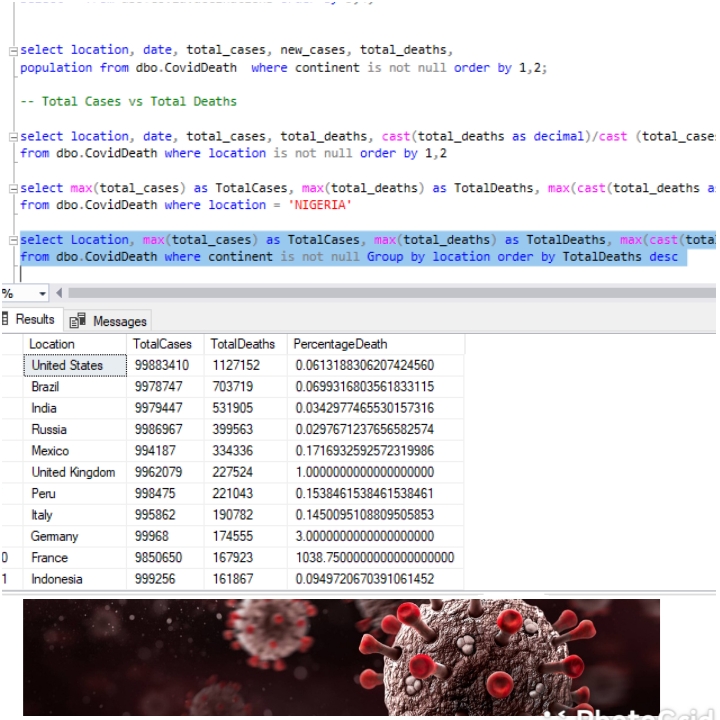 select location, date, total_cases, new_cases, total_deaths,
population from dbo.CovidDeath  where continent is not null order by 1,2;
-- Total Cases vs Total Deaths
select location, date, total_cases, total_deaths, cast(total_deaths as decimal)/cast (total_case
from dbo.CovidDeath where location is not null order by 1,2
select max(total_cases) as TotalCases, max(total_deaths) as TotalDeaths, max(cast(total_deaths a
from dbo.CovidDeath where location = 'NIGERIA'
select Location, max(total_cases) as TotalCases, max(total_deaths) as TotalDeaths, max(cast(tota
from dbo.CovidDeath where continent is not null Group by location order by TotalDeaths desc
%
Results Messages
Location TotalCases TotalDeaths PercentageDeath
United States 99883410 1127152 0.0613188306207424560
Brazil 9978747 703719 0.0699316803561833115
India 9979447 531905 0.0342977465530157316
Russia 9986967 399563 0.0297671237656582574
Mexico 994187 334336 0.1716932592572319986
United Kingdom 9962079 227524 1.0000000000000000000
Peru 998475 221043 0.1538461538461538461
Italy 995862 190782 0.1450095108809505853
Germany 99968 174555 3.0000000000000000000
0 France 9850650 167923 1038.7500000000000000000
1 Indonesia 999256 161867 0.0949720670391061452